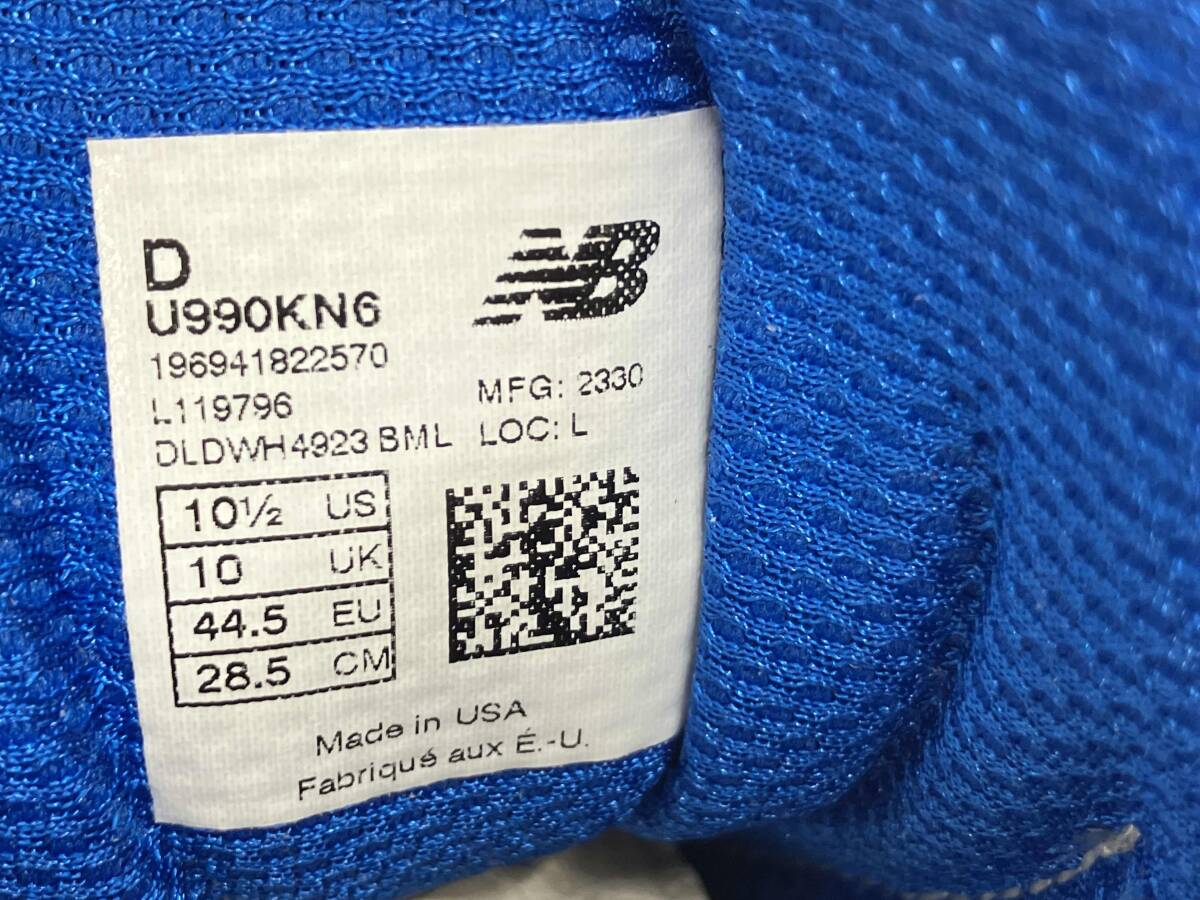 D
U990KN6
NB
196941822570
L119796
MFG: 2330
DLDWH4923 BML
LOC: L
10½ US
10 UK
44.5 EU
28.5 CM
Made in USA
Fabriqué aux É.-U.